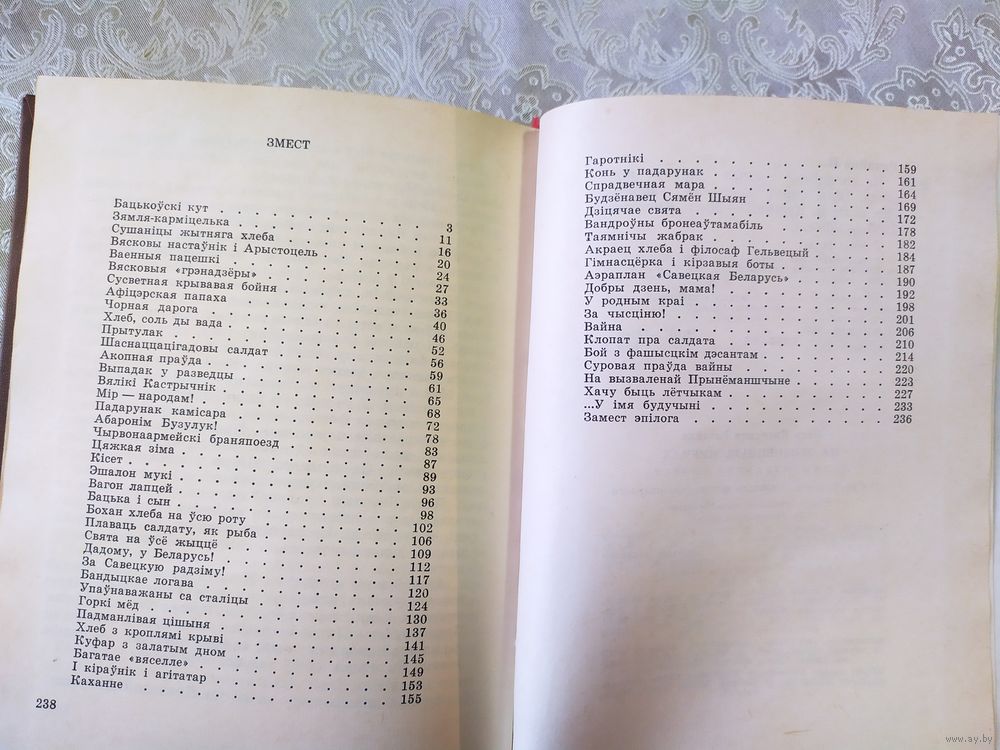 ЗМЕСТ
Бацькоўскі кут . . . . . . . . . . 3
Зямля-карміцелька . . . . . . . . . . 11
Сушаніцы жытняга хлеба . . . . . . . . 16
Вясковы настаўнік і Арыстоцель . . . . . 20
Ваенныя пацешкі . . . . . . . . . . 24
Вясковыя «грэнадзёры» . . . . . . . . 27
Сусветная крывавая бойня . . . . . . . 33
Афіцэрская папаха . . . . . . . . . . 36
Чорная дарога . . . . . . . . . . 40
Хлеб, соль ды вада . . . . . . . . . 46
Прытулак . . . . . . . . . . 52
Шаснаццацігадовы салдат . . . . . . . 56
Акопная праўда . . . . . . . . . . 59
Выпадак у разведцы . . . . . . . . . 61
Вялікі Кастрычнік . . . . . . . . . . 65
Мір — народам! . . . . . . . . . . 68
Падарунак камісара . . . . . . . . . 72
Абаронім Бузулук! . . . . . . . . . 78
Чырвонаармейскі браняпоезд . . . . . . 83
Цяжкая зіма . . . . . . . . . . 87
Кісет . . . . . . . . . . 89
Эшалон мукі . . . . . . . . . . 93
Вагон лапцей . . . . . . . . . . 96
Бацька і сын . . . . . . . . . . 98
Бохан хлеба на ўсю роту . . . . . . . 102
Плаваць салдату, як рыба . . . . . . . 106
Свята на ўсё жыццё . . . . . . . . . 109
Дадому, у Беларусь! . . . . . . . . . 112
За Савецкую радзіму! . . . . . . . . 117
Бандыцкае логава . . . . . . . . . . 120
Упаўнаважаны са сталіцы . . . . . . . 124
Горкі мёд . . . . . . . . . . 130
Падманлівая цішыня . . . . . . . . . 137
Хлеб з кроплямі крыві . . . . . . . . 141
Куфар з залатым дном . . . . . . . . 145
Багатае «вяселле» . . . . . . . . . 149
І кіраўнік і агітатар . . . . . . . . 153
Каханне . . . . . . . . . . 155
238
Гаротнікі . . . . . . . . . . 159
Конь у падарунак . . . . . . . . . . 161
Спрадвечная мара . . . . . . . . . . 164
Будзёнавец Сямён Шыян . . . . . . . . 169
Дзіцячае свята . . . . . . . . . . 172
Вандроўны бронеаўтамабіль . . . . . . . 178
Таямнічы жабрак . . . . . . . . . . 182
Акраец хлеба і філосаф Гельвецый . . . . 184
Гімнасцёрка і кірзавыя боты . . . . . . 187
Аэраплан «Савецкая Беларусь» . . . . . . 190
Добры дзень, мама! . . . . . . . . . 192
У родным краі . . . . . . . . . . 198
За чысціню! . . . . . . . . . . 201
Вайна . . . . . . . . . . 206
Клопат пра салдата . . . . . . . . . 210
Бой з фашысцкім дэсантам . . . . . . . 214
Суровая праўда вайны . . . . . . . . 220
На вызваленай Прынёманшчыне . . . . . . 223
Хачу быць лётчыкам . . . . . . . . . 227
...У імя будучыні . . . . . . . . . 233
Замест эпілога . . . . . . . . . . 236
www.ay.by